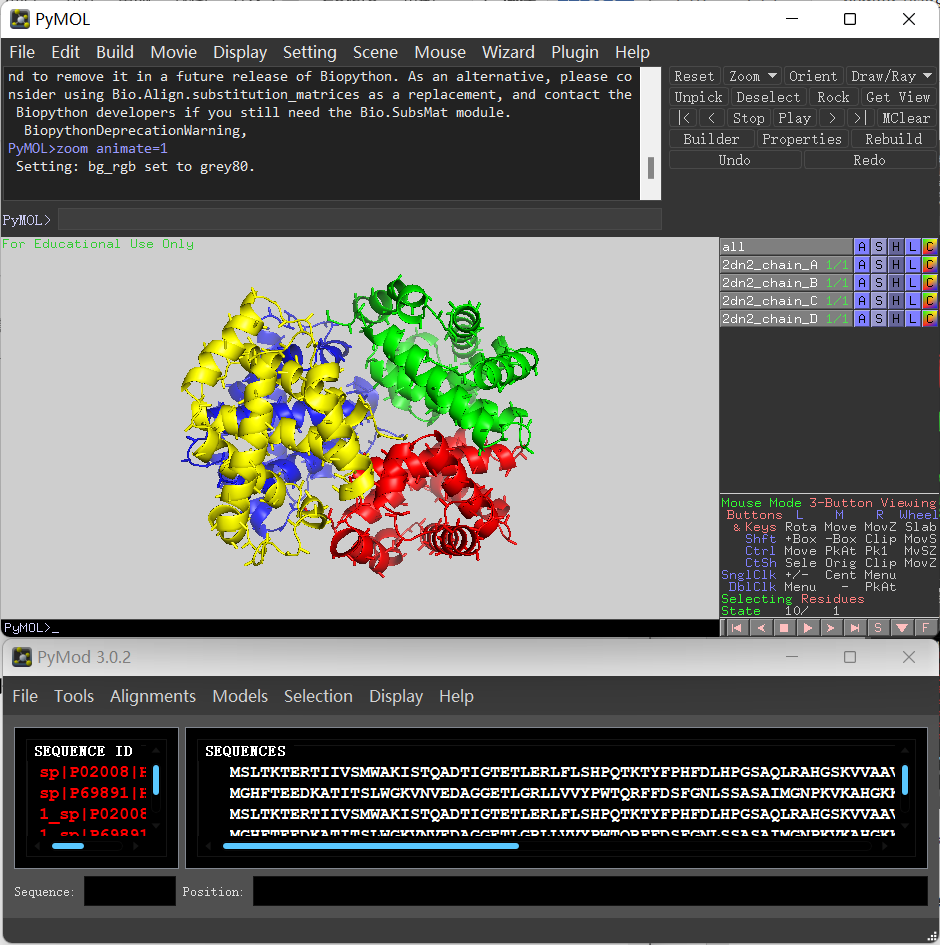 PyMOL
File Edit Build Movie Display Setting Scene Mouse Wizard Plugin Help
nd to remove it in a future release of Biopython. As an alternative, please co
nsider using Bio.Align.substitution_matrices as a replacement, and contact the
Biopython developers if you still need the Bio.SubsMat module.
BiopythonDeprecationWarning,
PyMOL>zoom animate=1
Setting: bg_rgb set to grey80.
PyMOL>
Reset Zoom Orient Draw/Ray
Unpick Deselect Rock Get View
|< < Stop Play > >| MClear
Builder Properties Rebuild
Undo Redo
For Educational Use Only
all A S H L C
2dn2_chain_A 1/1 A S H L C
2dn2_chain_B 1/1 A S H L C
2dn2_chain_C 1/1 A S H L C
2dn2_chain_D 1/1 A S H L C
Mouse Mode 3-Button Viewing
Buttons L M R Wheel
& Keys Rota Move MovZ Slab
Shft +Box -Box Clip MovS
Ctrl Move PkAt Pk1 MvSZ
CtSh Sele Orig Clip MovZ
SnglClk +/- Cent Menu
DblClk Menu - PkAt
Selecting Residues
State 10/ 1
S F
PyMOL>_
PyMod 3.0.2
File Tools Alignments Models Selection Display Help
SEQUENCE ID
sp|P02008|H
sp|P69891|H
1_sp|P02008
1_sp|P69891
SEQUENCES
MSLTKTERTIIVSMWAKISTQADTIGTETLERLFLSHPQTKTYFPHFDLHPGSAQLRAHGSKVVAAV
MGHFTEEDKATITSLWGKVNVEDAGGETLGRLLVVYPWTQRFFDSFGNLSSASAIMGNPKVKAHGKK
MSLTKTERTIIVSMWAKISTQADTIGTETLERLFLSHPQTKTYFPHFDLHPGSAQLRAHGSKVVAAV
MGHFTEEDKATITSLWGKVNVEDAGGETLGRLLVVYPWTQRFFDSFGNLSSASAIMGNPKVKAHGKK
Sequence: Position: